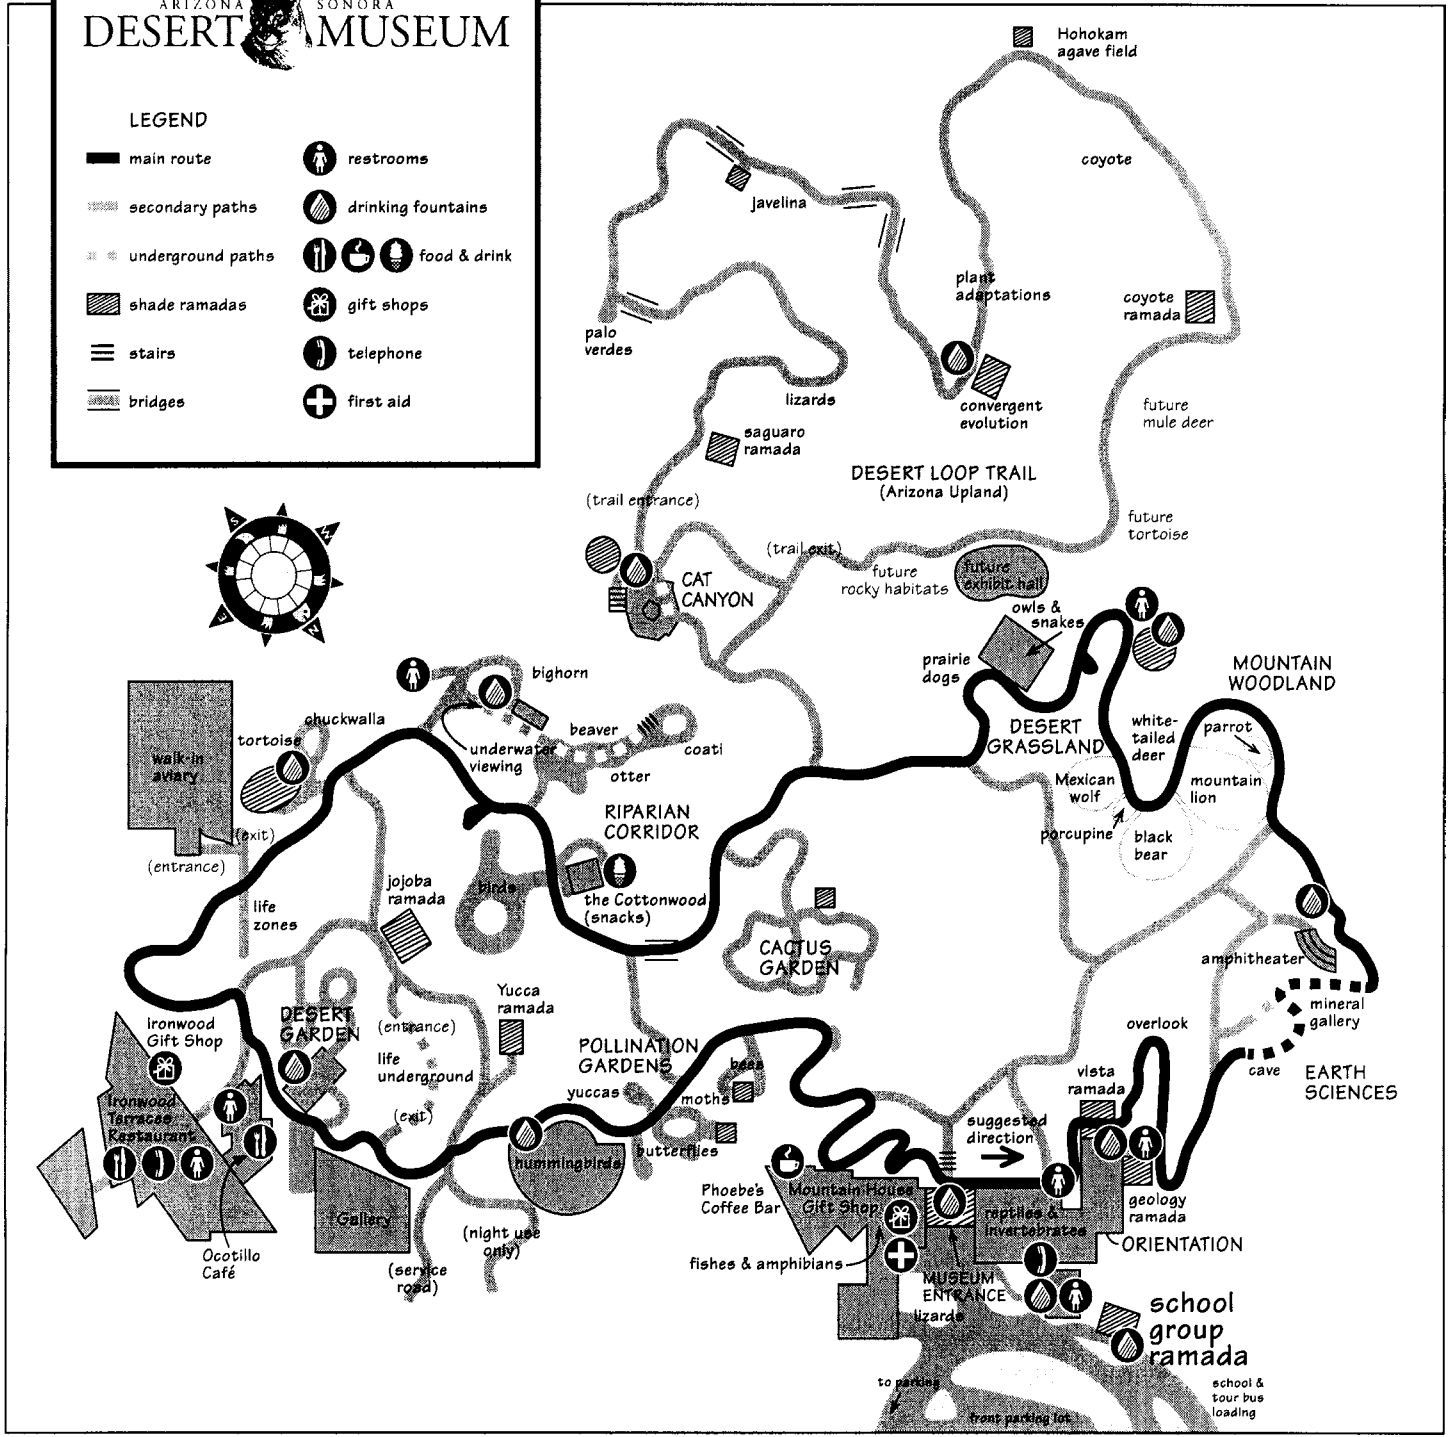 ARIZONA SONORA
DESERT MUSEUM
LEGEND
main route
secondary paths
underground paths
shade ramadas
stairs
bridges
restrooms
drinking fountains
food & drink
gift shops
telephone
first aid
Hohokam
agave field
coyote
javelina
plant
adaptations
coyote
ramada
palo
verdes
lizards
convergent
evolution
future
mule deer
saguaro
ramada
DESERT LOOP TRAIL
(Arizona Upland)
(trail entrance)
future
tortoise
(trail exit)
future
rocky habitats
future
exhibit hall
CAT
CANYON
S
W
E
N
owls &
snakes
prairie
dogs
MOUNTAIN
WOODLAND
bighorn
chuckwalla
tortoise
walk-in
aviary
underwater
viewing
beaver
coati
otter
DESERT
GRASSLAND
white-
tailed
deer
parrot
Mexican
wolf
mountain
lion
porcupine
black
bear
RIPARIAN
CORRIDOR
(exit)
(entrance)
jojoba
ramada
birds
the Cottonwood
(snacks)
life
zones
CACTUS
GARDEN
amphitheater
Yucca
ramada
mineral
gallery
Ironwood
Gift Shop
DESERT
GARDEN
(entrance)
life
underground
(exit)
POLLINATION
GARDENS
bees
yuccas
moths
butterflies
overlook
vista
ramada
cave
EARTH
SCIENCES
Ironwood
Terraces
Restaurant
hummingbirds
suggested
direction
Phoebe's
Coffee Bar
Mountain House
Gift Shop
reptiles &
invertebrates
geology
ramada
Gallery
(night use
only)
Ocotillo
Café
(service
road)
fishes & amphibians
ORIENTATION
MUSEUM
ENTRANCE
lizards
school
group
ramada
to parking
front parking lot
school &
tour bus
loading